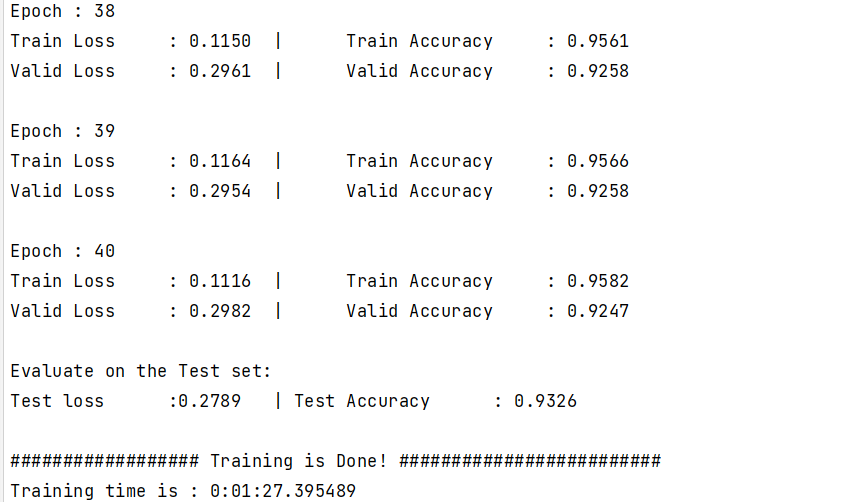 Epoch : 38
Train Loss     : 0.1150  |      Train Accuracy     : 0.9561
Valid Loss     : 0.2961  |      Valid Accuracy     : 0.9258
Epoch : 39
Train Loss     : 0.1164  |      Train Accuracy     : 0.9566
Valid Loss     : 0.2954  |      Valid Accuracy     : 0.9258
Epoch : 40
Train Loss     : 0.1116  |      Train Accuracy     : 0.9582
Valid Loss     : 0.2982  |      Valid Accuracy     : 0.9247
Evaluate on the Test set:
Test loss      :0.2789   | Test Accuracy      : 0.9326
################## Training is Done! #########################
Training time is : 0:01:27.395489